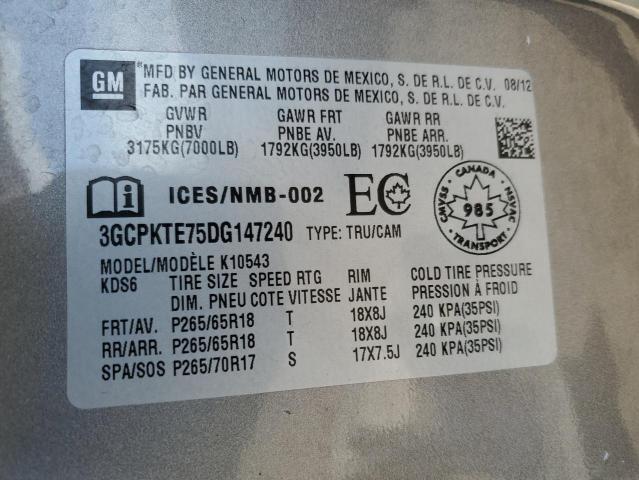 GM
*MFD BY GENERAL MOTORS DE MEXICO, S. DE R.L. DE C.V. 08/12
FAB. PAR GENERAL MOTORS DE MEXICO, S. DE R.L. DE C.V.
GVWR GAWR FRT GAWR RR
PNBV PNBE AV. PNBE ARR.
3175KG(7000LB) 1792KG(3950LB) 1792KG(3950LB)
i ICES/NMB-002 EC
CANADA
CMVSS 985 NSVAC
TRANSPORT
3GCPKTE75DG147240 TYPE: TRU/CAM
MODEL/MODÈLE K10543
KDS6 TIRE SIZE SPEED RTG RIM COLD TIRE PRESSURE
DIM. PNEU COTE VITESSE JANTE PRESSION À FROID
FRT/AV. P265/65R18 T 18X8J 240 KPA(35PSI)
RR/ARR. P265/65R18 T 18X8J 240 KPA(35PSI)
SPA/SOS P265/70R17 S 17X7.5J 240 KPA(35PSI)